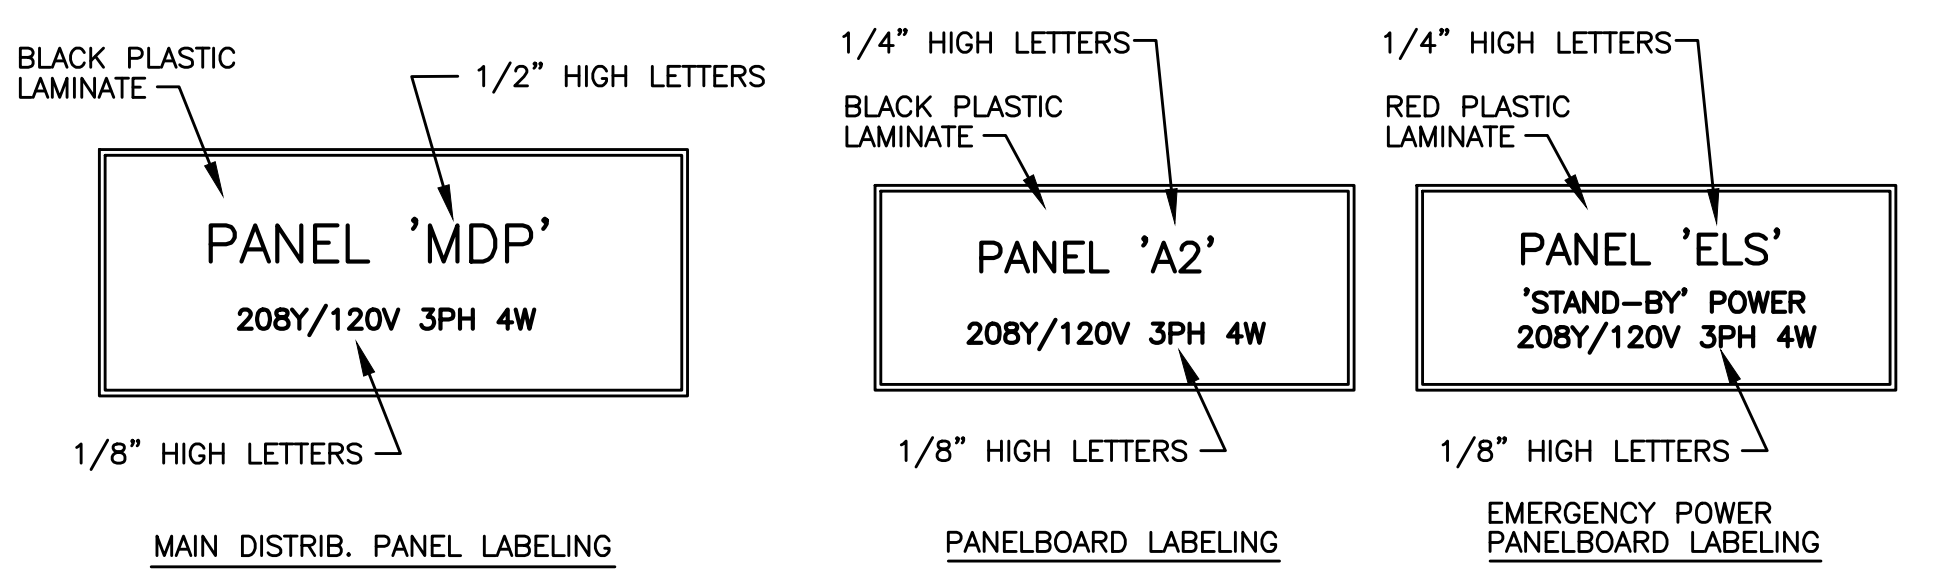 BLACK PLASTIC
LAMINATE
1/2” HIGH LETTERS
PANEL ’MDP’
208Y/120V 3PH 4W
1/8” HIGH LETTERS
MAIN DISTRIB. PANEL LABELING
1/4” HIGH LETTERS
BLACK PLASTIC
LAMINATE
PANEL ’A2’
208Y/120V 3PH 4W
1/8” HIGH LETTERS
PANELBOARD LABELING
1/4” HIGH LETTERS
RED PLASTIC
LAMINATE
PANEL ’ELS’
’STAND-BY’ POWER
208Y/120V 3PH 4W
1/8” HIGH LETTERS
EMERGENCY POWER
PANELBOARD LABELING